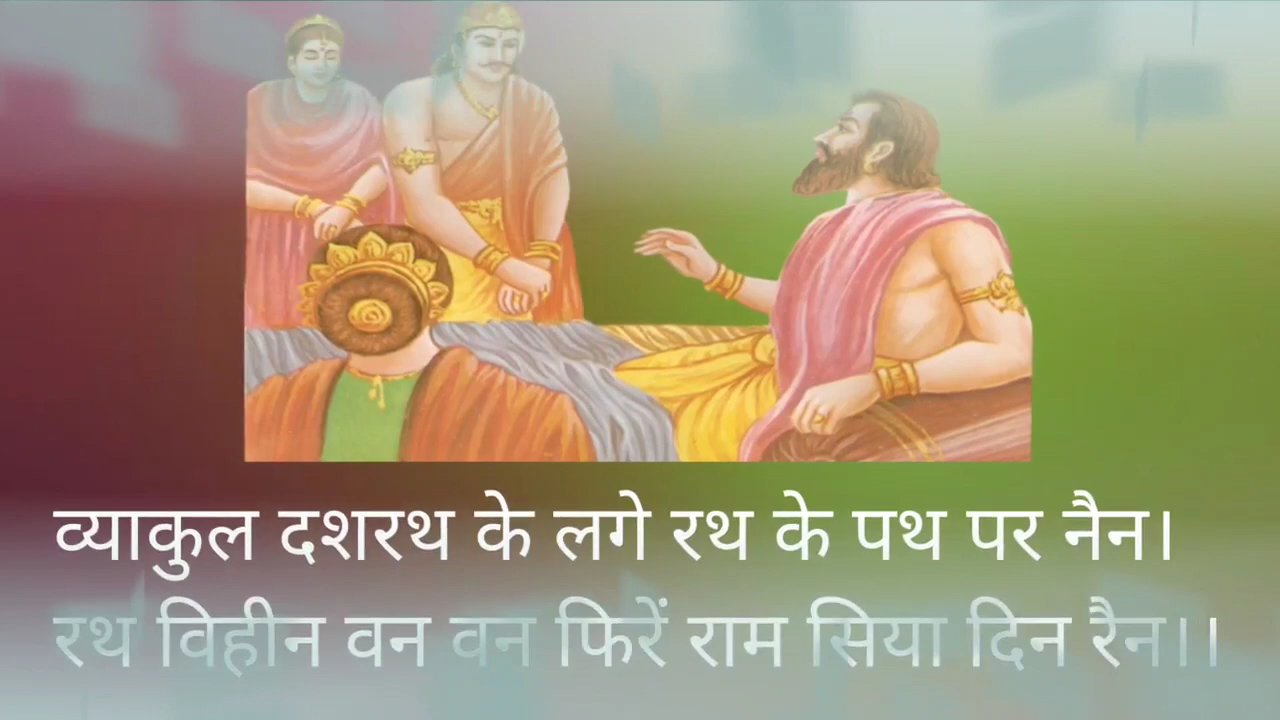 व्याकुल दशरथ के लगे रथ के पथ पर नैन।
रथ विहीन वन वन फिरें राम सिया दिन रैन।।